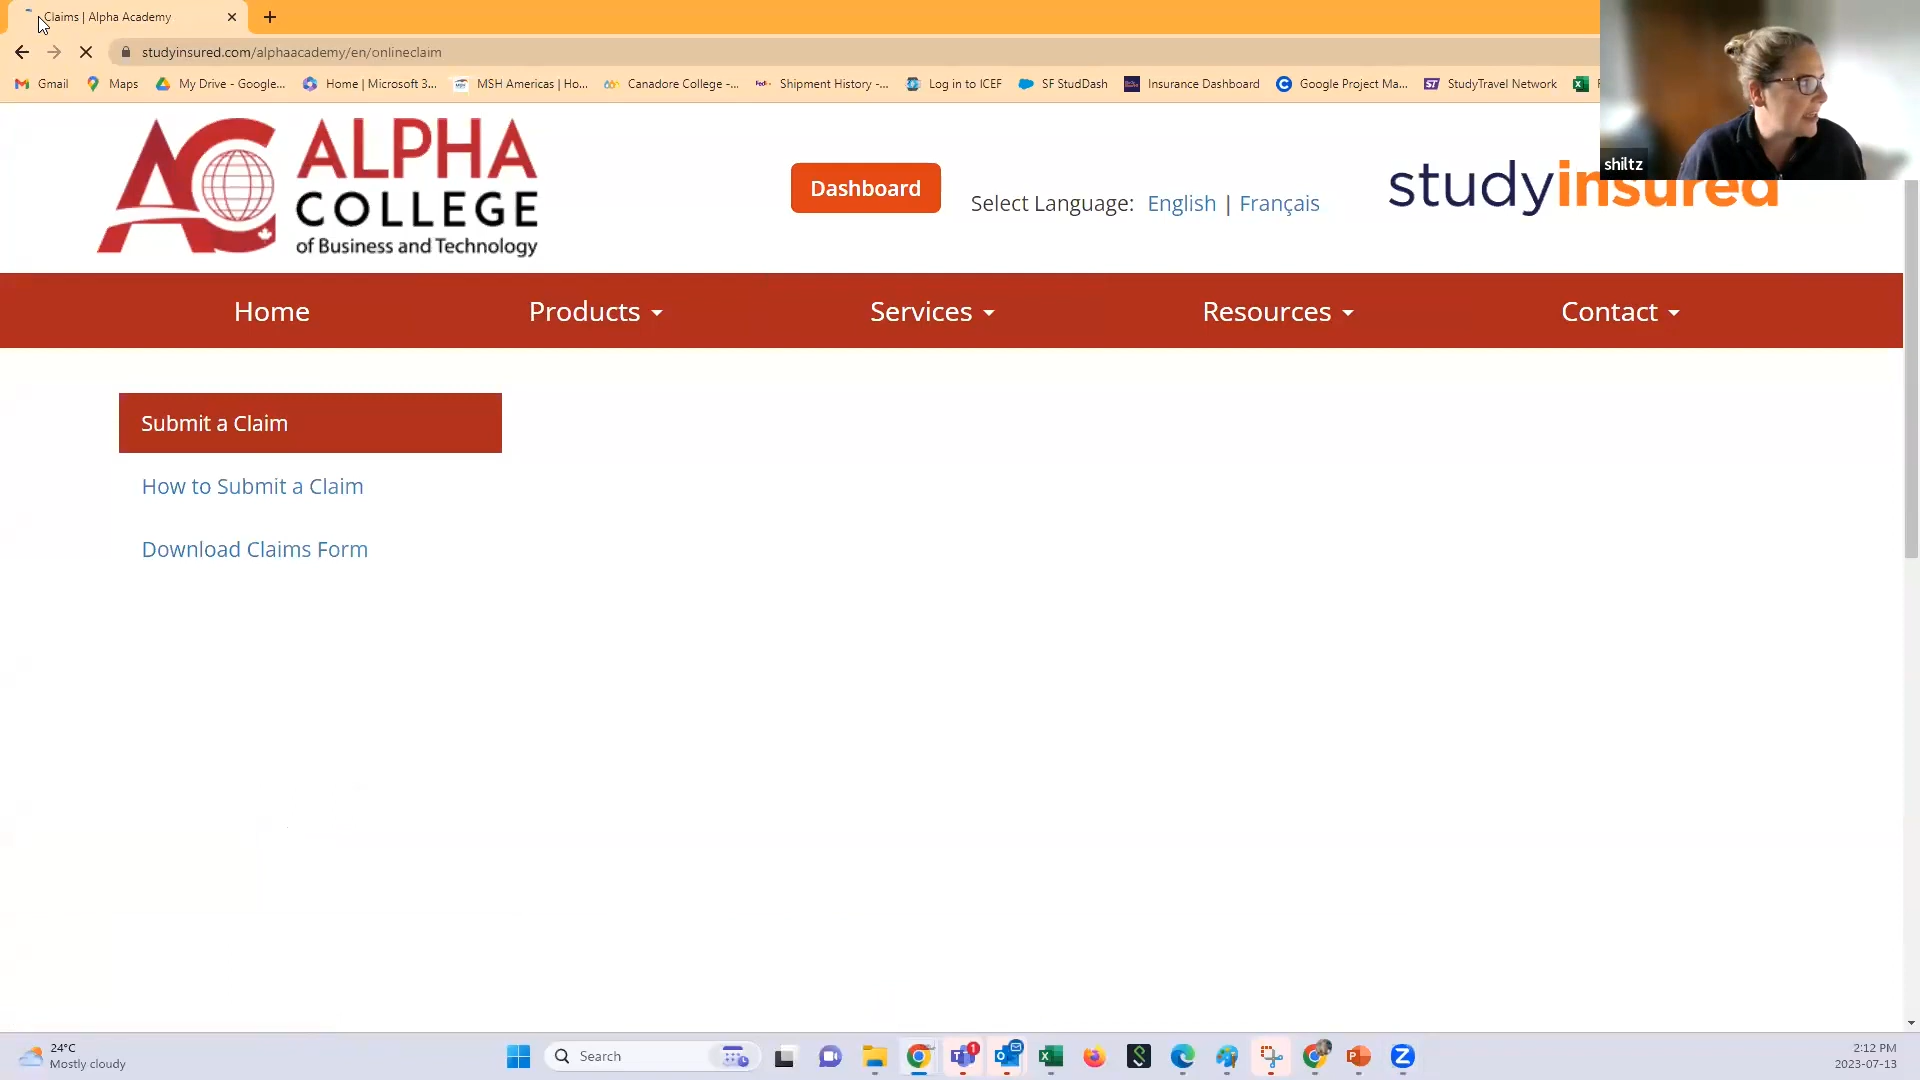 Claims | Alpha Academy
studyinsured.com/alphaacademy/en/onlineclaim
Gmail
Maps
My Drive - Google...
Home | Microsoft 3...
MSH Americas | Ho...
Canadore College -...
Shipment History -...
Log in to ICEF
SF StudDash
Insurance Dashboard
Google Project Ma...
StudyTravel Network
shiltz
AC ALPHA
COLLEGE
of Business and Technology
Dashboard
Select Language: English | Français
studyinsured
Home
Products
Services
Resources
Contact
Submit a Claim
How to Submit a Claim
Download Claims Form
24°C
Mostly cloudy
Search
1
2:12 PM
2023-07-13